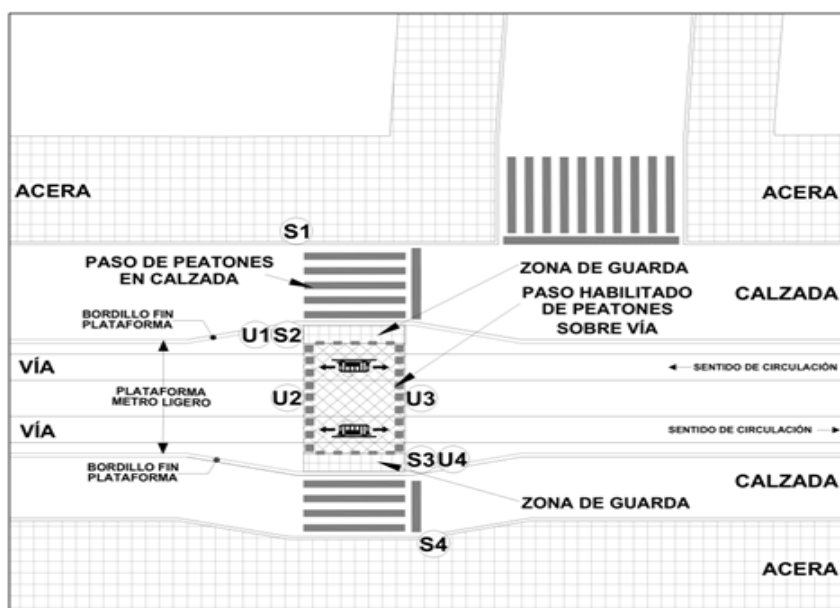 ACERA
ACERA
S1
PASO DE PEATONES
EN CALZADA
ZONA DE GUARDA
PASO HABILITADO
DE PEATONES
SOBRE VÍA
CALZADA
BORDILLO FIN
PLATAFORMA
U1 S2
VÍA
SENTIDO DE CIRCULACIÓN
PLATAFORMA
METRO LIGERO
U2
U3
VÍA
SENTIDO DE CIRCULACIÓN
BORDILLO FIN
PLATAFORMA
S3 U4
CALZADA
ZONA DE GUARDA
S4
ACERA